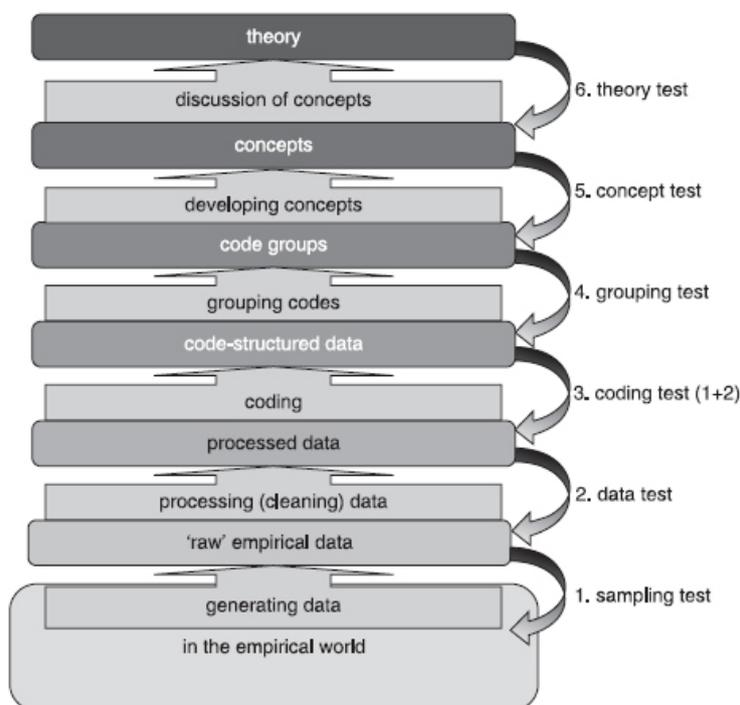 theory
discussion of concepts
6. theory test
concepts
developing concepts
5. concept test
code groups
grouping codes
4. grouping test
code-structured data
coding
3. coding test (1+2)
processed data
processing (cleaning) data
2. data test
'raw' empirical data
generating data
1. sampling test
in the empirical world